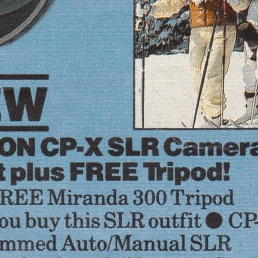 EW
ON CP-X SLR Camera
t plus FREE Tripod!
REE Miranda 300 Tripod
ou buy this SLR outfit ● CP-
mmed Auto/Manual SLR